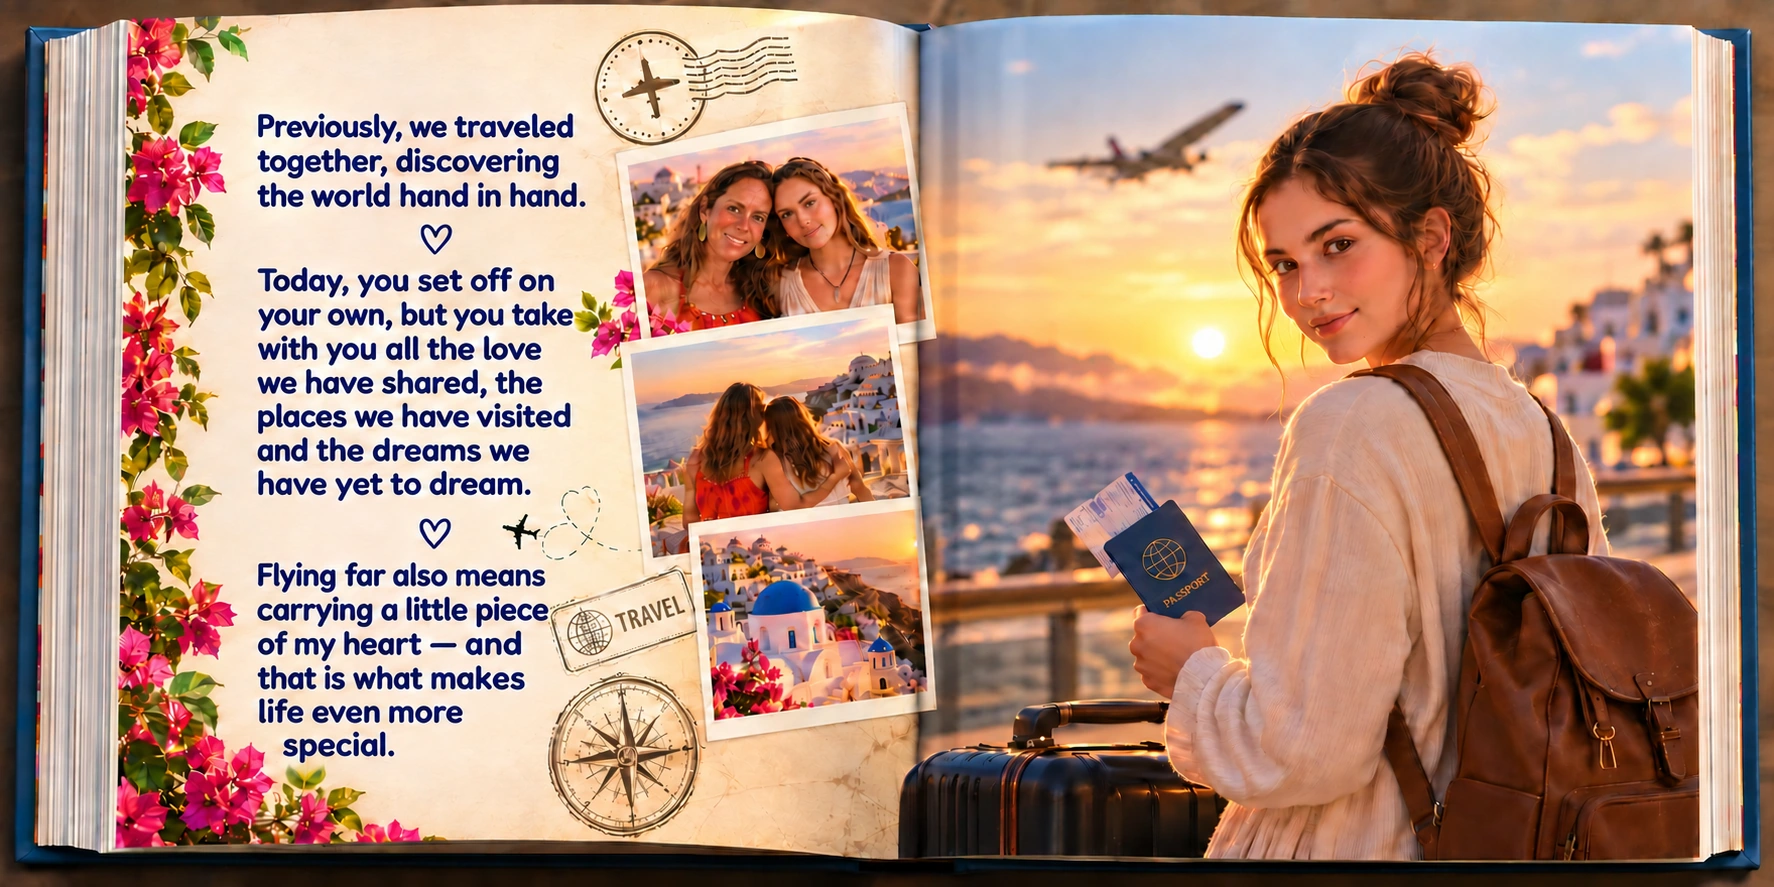 Previously, we traveled
together, discovering
the world hand in hand.
Today, you set off on
your own, but you take
with you all the love
we have shared, the
places we have visited
and the dreams we
have yet to dream.
Flying far also means
carrying a little piece
of my heart — and
that is what makes
life even more
special.
TRAVEL
PASSPORT